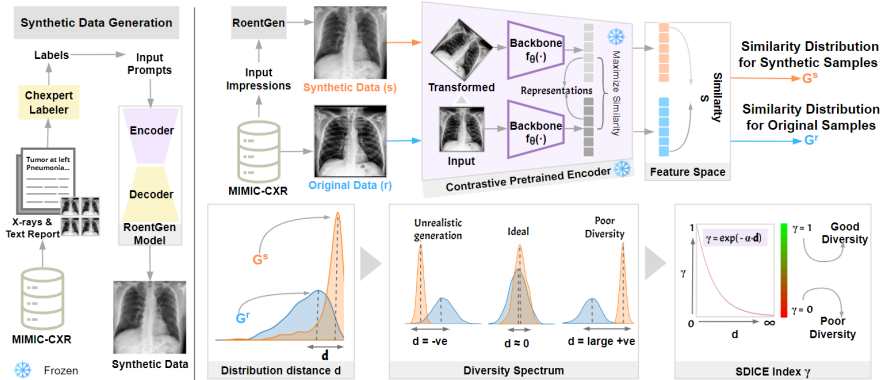 Synthetic Data Generation
Labels
Input
Prompts
Chexpert
Labeler
Tumor at left
Pneumonia...
X-rays &
Text Report
MIMIC-CXR
Encoder
Decoder
RoentGen
Model
Synthetic Data
Frozen
RoentGen
Input
Impressions
MIMIC-CXR
Synthetic Data (s)
Original Data (r)
Transformed
Input
Backbone
fθ(·)
Representations
Backbone
fθ(·)
Maximize Similarity
Contrastive Pretrained Encoder
Similarity
S
Feature Space
Similarity Distribution
for Synthetic Samples
Gˢ
Similarity Distribution
for Original Samples
Gʳ
Gˢ
Gʳ
d
Distribution distance d
Unrealistic
generation
Ideal
Poor
Diversity
d = -ve
d ≈ 0
d = large +ve
Diversity Spectrum
1
γ
0
d
∞
γ = exp(-α·d)
γ = 1
γ = 0
Good
Diversity
Poor
Diversity
SDICE Index γ